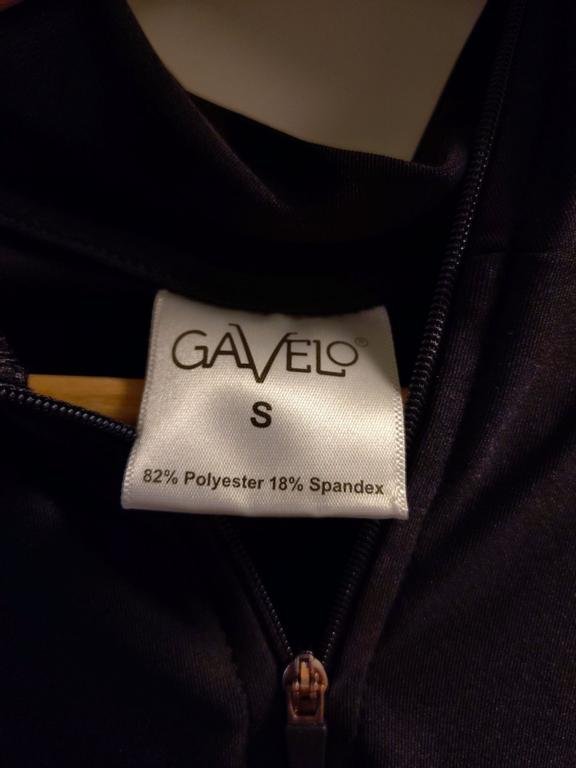 GAVELO®
S
82% Polyester 18% Spandex